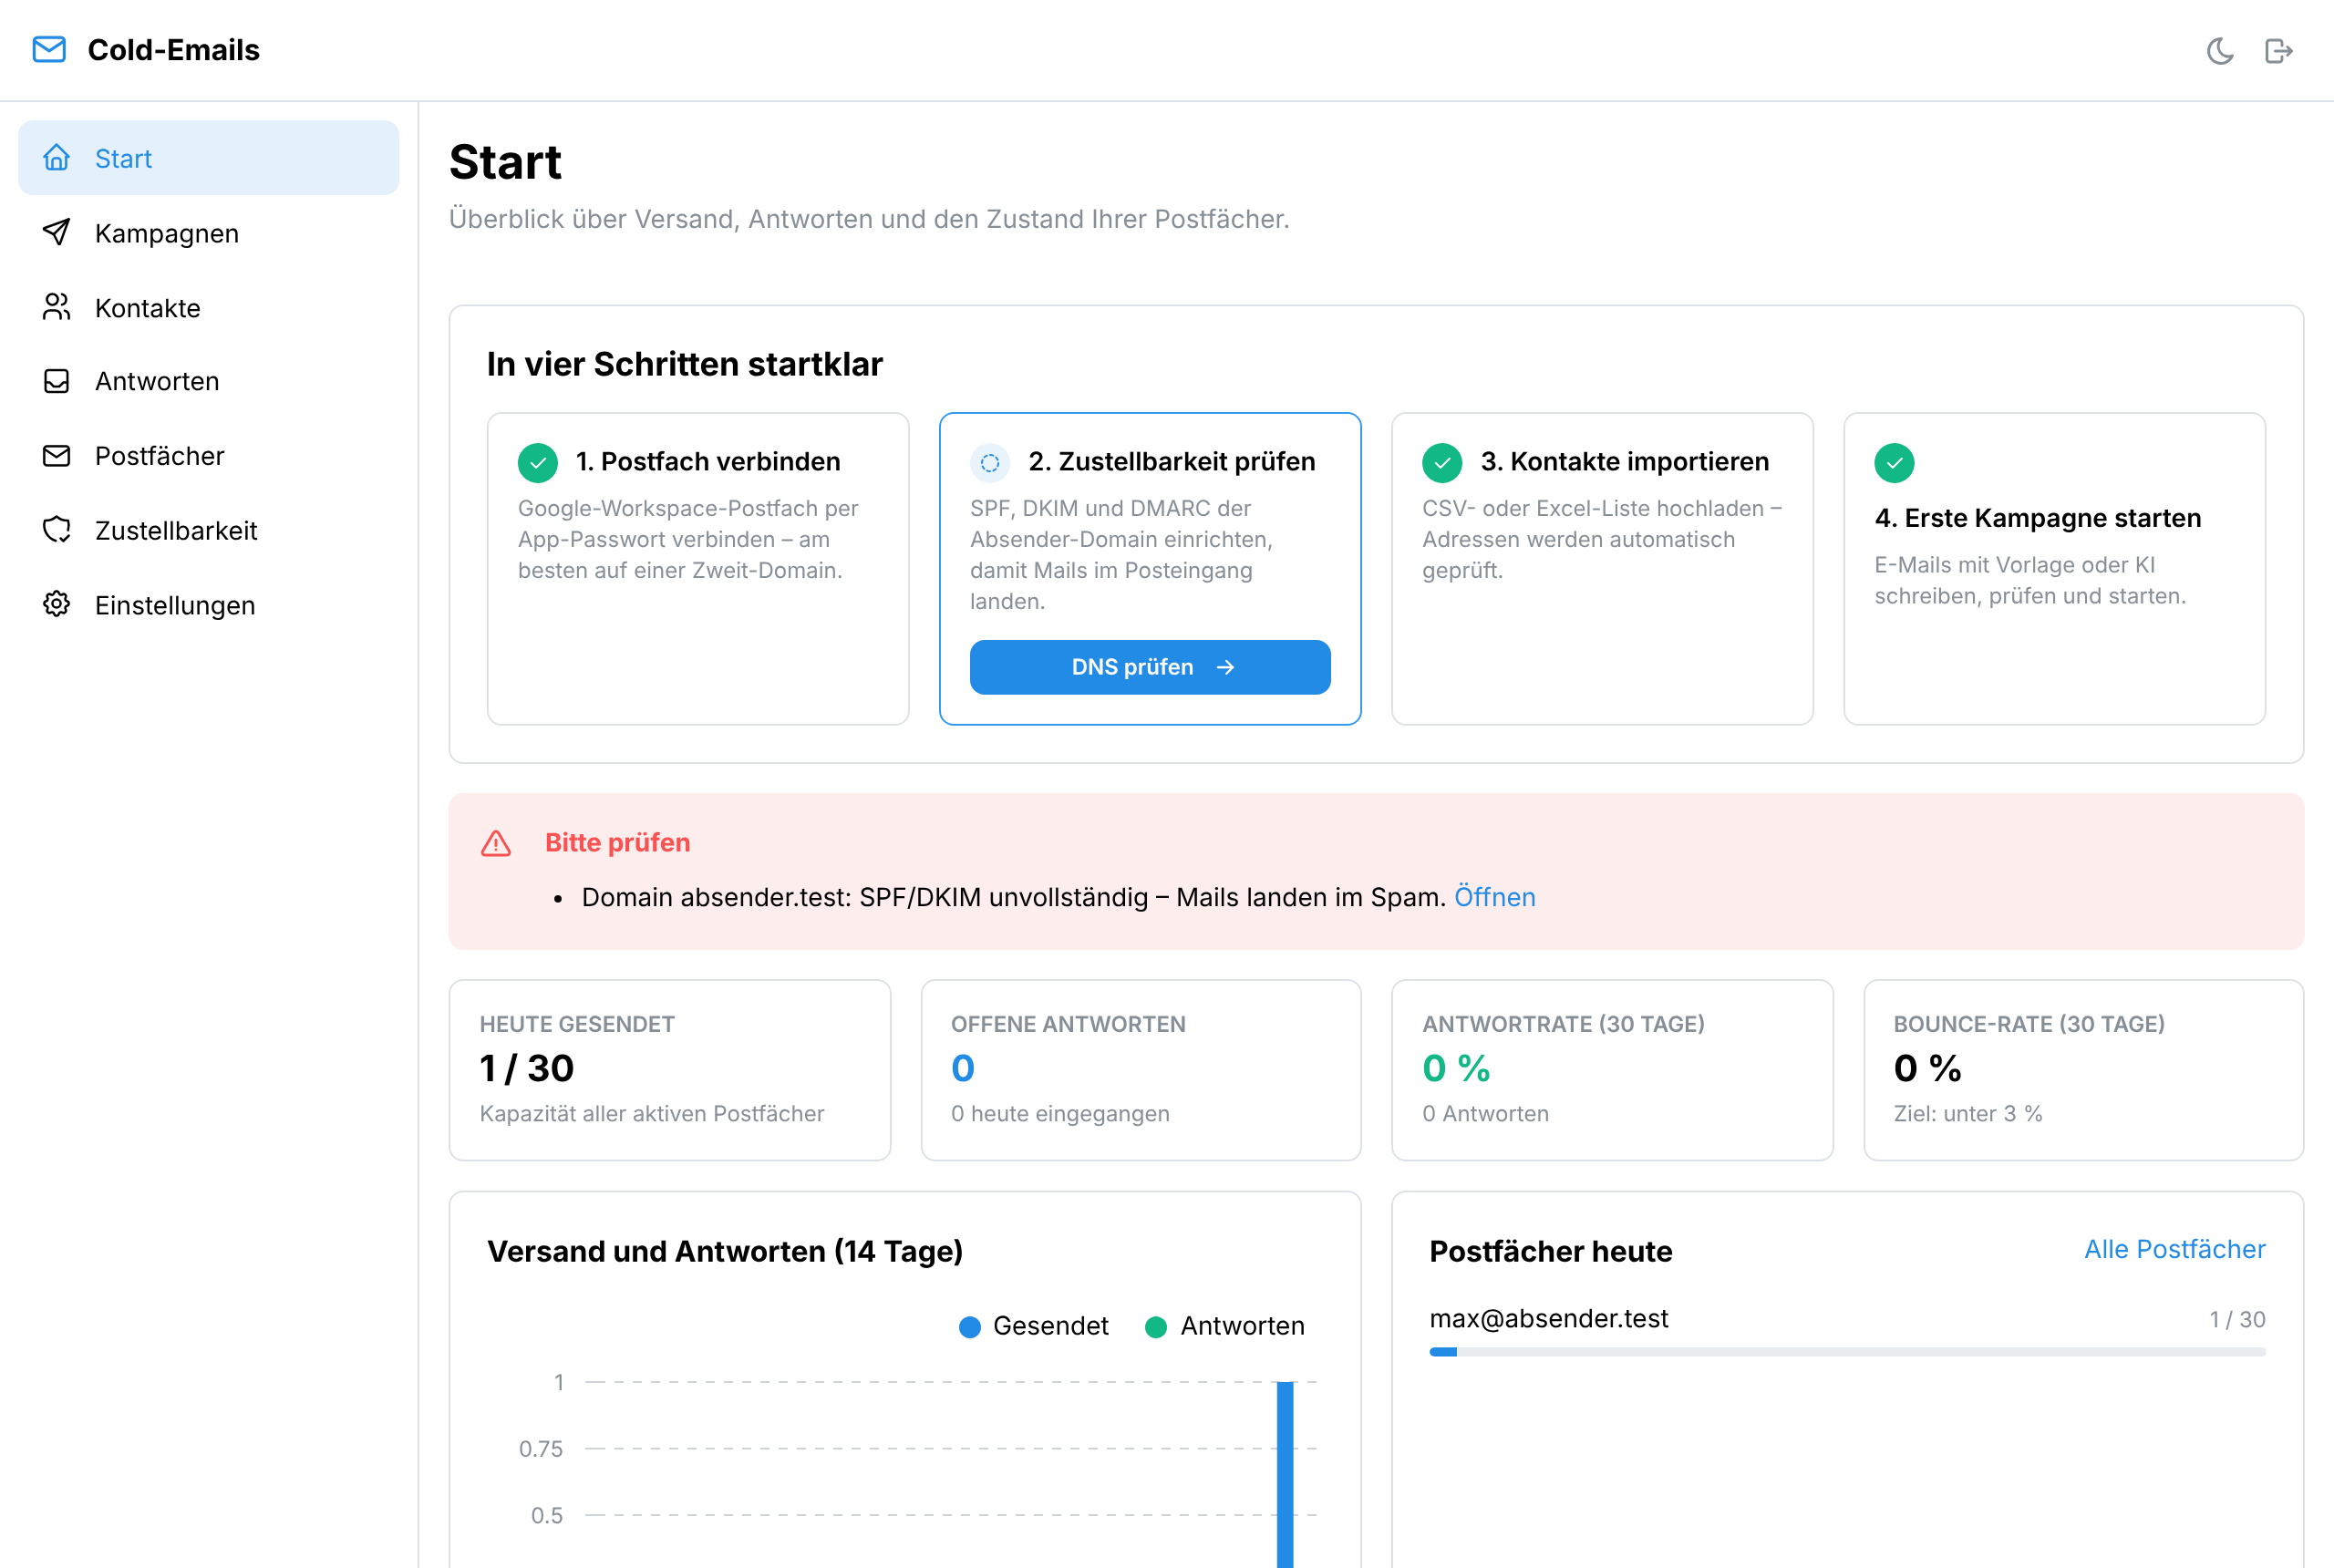 Cold-Emails
Start
Kampagnen
Kontakte
Antworten
Postfächer
Zustellbarkeit
Einstellungen
Start
Überblick über Versand, Antworten und den Zustand Ihrer Postfächer.
In vier Schritten startklar
1. Postfach verbinden
Google-Workspace-Postfach per
App-Passwort verbinden – am
besten auf einer Zweit-Domain.
2. Zustellbarkeit prüfen
SPF, DKIM und DMARC der
Absender-Domain einrichten,
damit Mails im Posteingang
landen.
DNS prüfen →
3. Kontakte importieren
CSV- oder Excel-Liste hochladen –
Adressen werden automatisch
geprüft.
4. Erste Kampagne starten
E-Mails mit Vorlage oder KI
schreiben, prüfen und starten.
Bitte prüfen
• Domain absender.test: SPF/DKIM unvollständig – Mails landen im Spam. Öffnen
HEUTE GESENDET
1 / 30
Kapazität aller aktiven Postfächer
OFFENE ANTWORTEN
0
0 heute eingegangen
ANTWORTRATE (30 TAGE)
0 %
0 Antworten
BOUNCE-RATE (30 TAGE)
0 %
Ziel: unter 3 %
Versand und Antworten (14 Tage)
Gesendet Antworten
1
0.75
0.5
Postfächer heute Alle Postfächer
max@absender.test 1 / 30